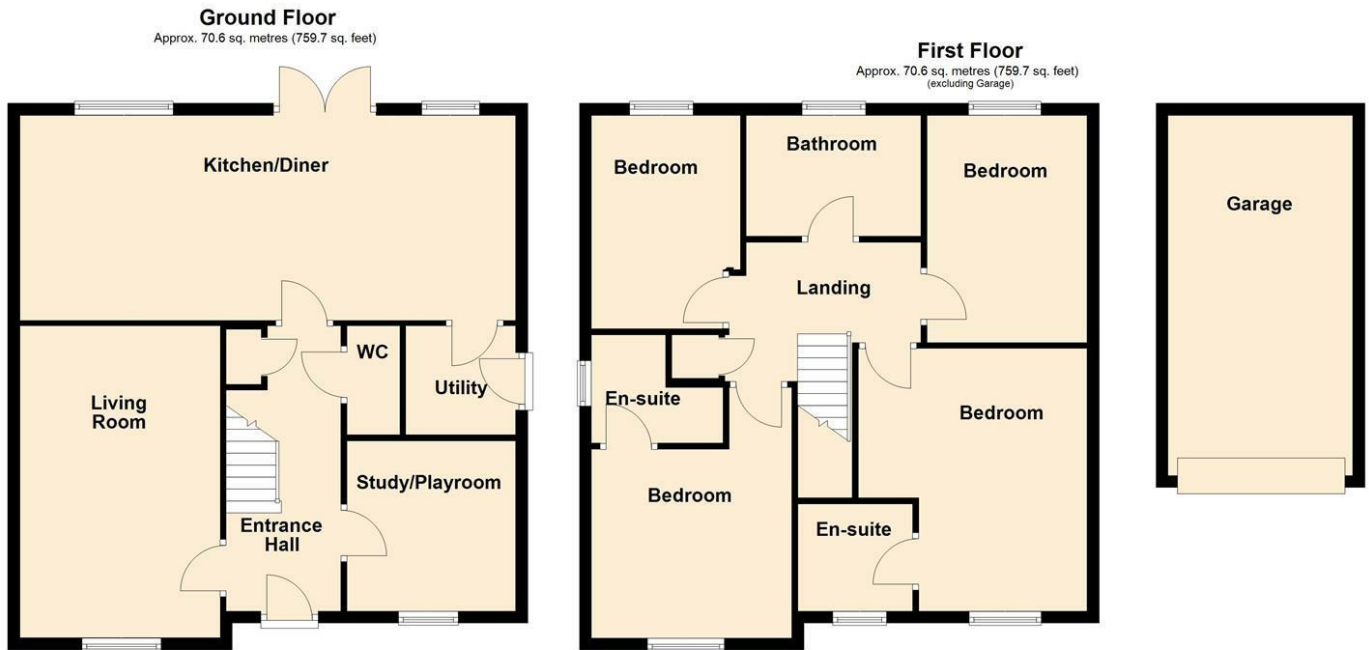 Ground Floor
Approx. 70.6 sq. metres (759.7 sq. feet)
Kitchen/Diner
WC
Utility
Living
Room
Study/Playroom
Entrance
Hall
First Floor
Approx. 70.6 sq. metres (759.7 sq. feet)
(excluding Garage)
Bedroom
Bathroom
Bedroom
Landing
En-suite
Bedroom
Bedroom
En-suite
Garage